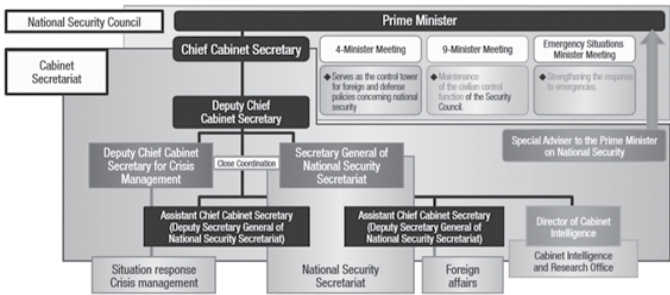 National Security Council
Prime Minister
Cabinet
Secretariat
Chief Cabinet Secretary
4-Minister Meeting
9-Minister Meeting
Emergency Situations
Minister Meeting
◆Serves as the control tower
for foreign and defense
policies concerning national
security
◆Maintenance
of the civilian control
function of the Security
Council.
◆Strengthening the response
to emergencies.
Deputy Chief
Cabinet Secretary
Special Adviser to the Prime Minister
on National Security
Deputy Chief Cabinet
Secretary for Crisis
Management
Close Coordination
Secretary General of
National Security
Secretariat
Assistant Chief Cabinet Secretary
(Deputy Secretary General of
National Security Secretariat)
Assistant Chief Cabinet Secretary
(Deputy Secretary General of
National Security Secretariat)
Director of Cabinet
Intelligence
Cabinet Intelligence
and Research Office
Situation response
Crisis management
National Security
Secretariat
Foreign
affairs